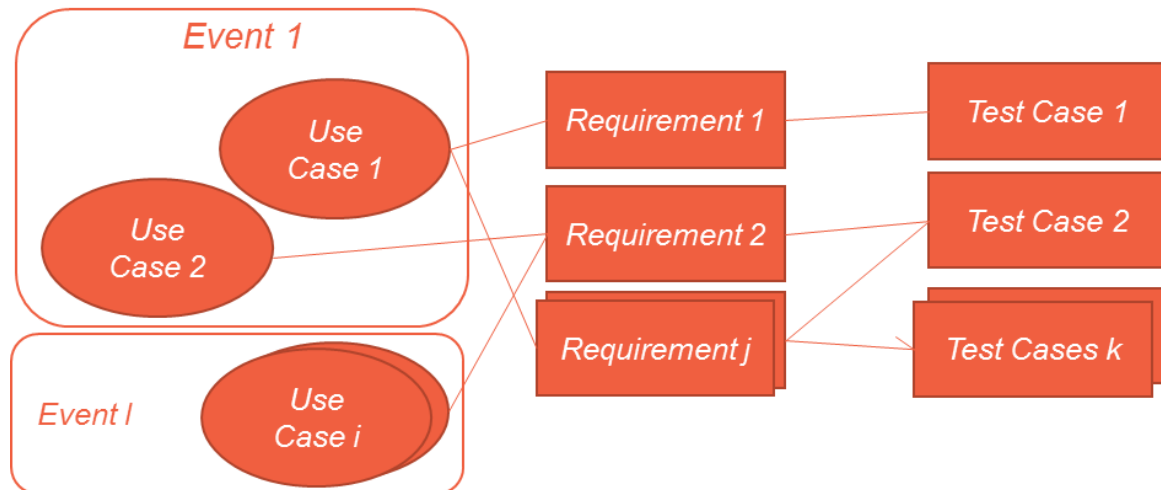 Event 1
Use
Case 1
Use
Case 2
Event I
Use
Case i
Requirement 1
Requirement 2
Requirement j
Test Case 1
Test Case 2
Test Cases k